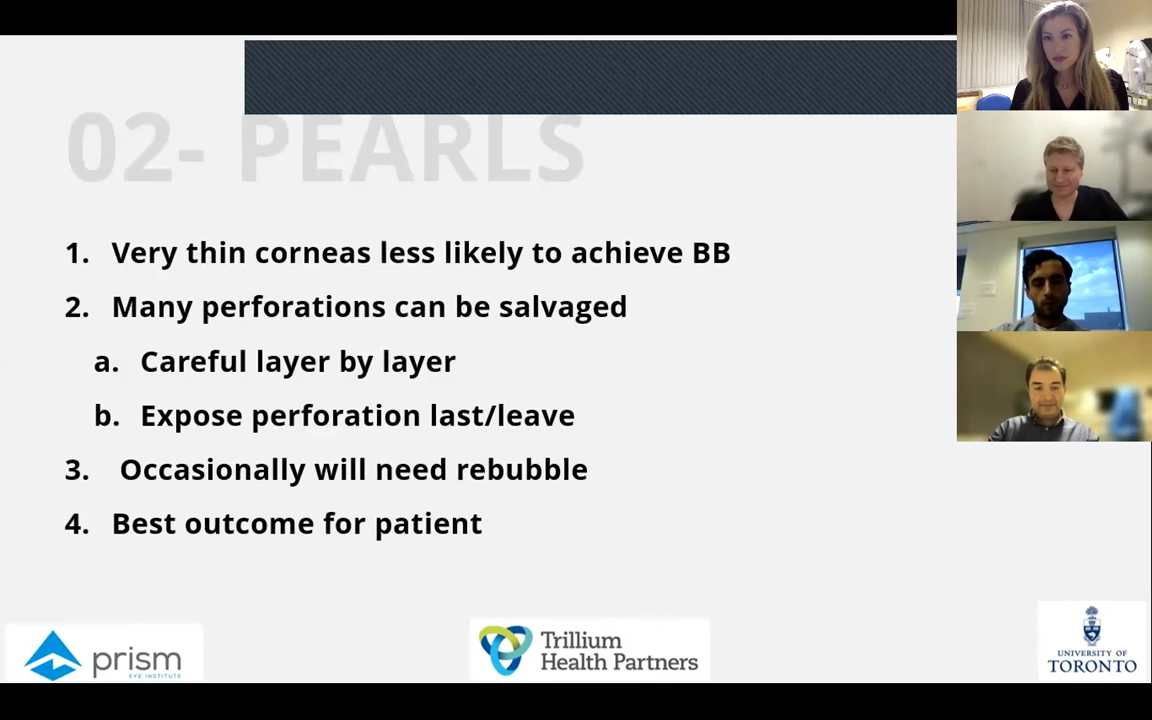 02- PEARLS
1. Very thin corneas less likely to achieve BB
2. Many perforations can be salvaged
a. Careful layer by layer
b. Expose perforation last/leave
3. Occasionally will need rebubble
4. Best outcome for patient
prism
EYE INSTITUTE
Trillium
Health Partners
UNIVERSITY OF
TORONTO